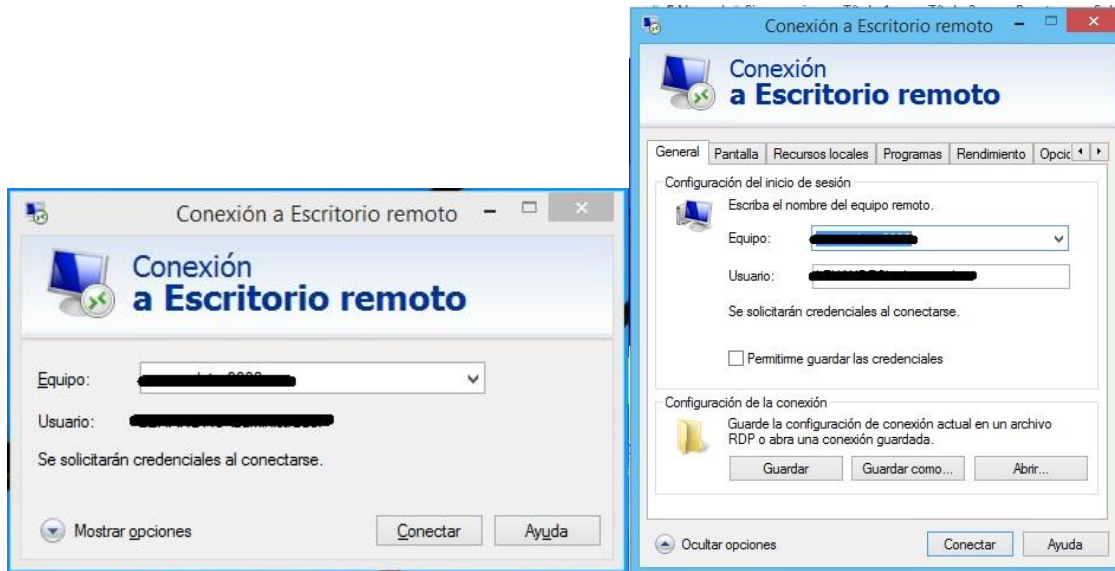 Conexión a Escritorio remoto
Conexión
a Escritorio remoto
Equipo:
Usuario:
Se solicitarán credenciales al conectarse.
Mostrar opciones
Conectar
Ayuda
Conexión a Escritorio remoto
Conexión
a Escritorio remoto
General Pantalla Recursos locales Programas Rendimiento Opcic
Configuración del inicio de sesión
Escriba el nombre del equipo remoto.
Equipo:
Usuario:
Se solicitarán credenciales al conectarse.
Permitirme guardar las credenciales
Configuración de la conexión
Guarde la configuración de conexión actual en un archivo
RDP o abra una conexión guardada.
Guardar
Guardar como...
Abrir...
Ocultar opciones
Conectar
Ayuda